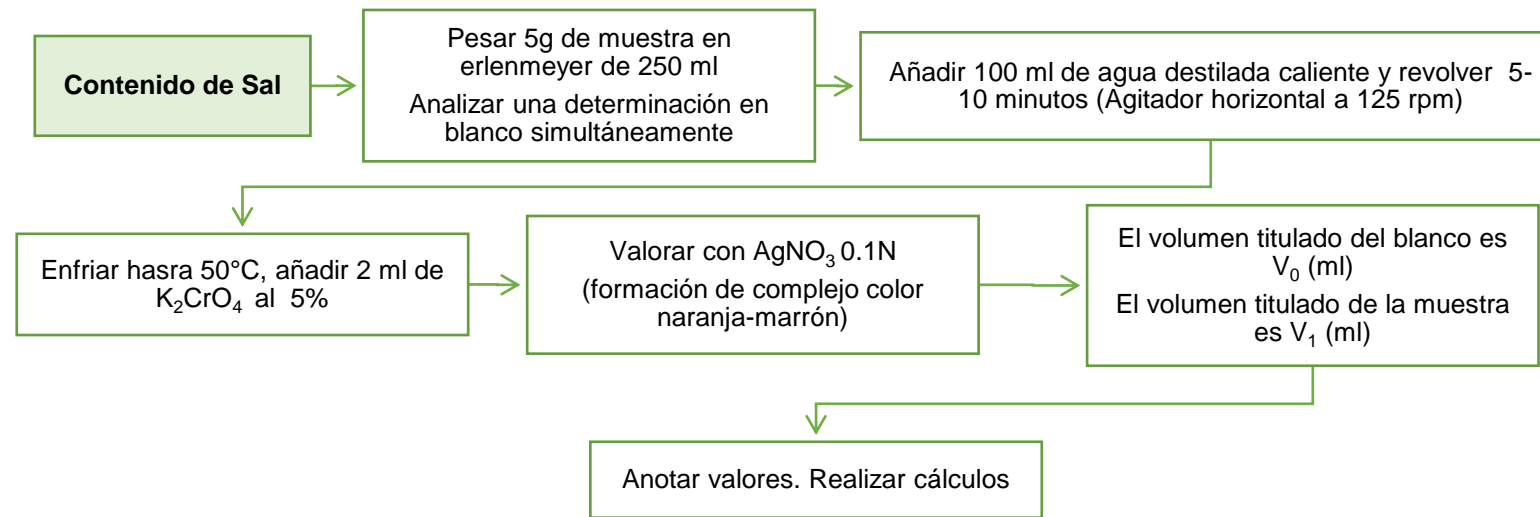 Contenido de Sal
Pesar 5g de muestra en
erlenmeyer de 250 ml
Analizar una determinación en
blanco simultáneamente
Añadir 100 ml de agua destilada caliente y revolver 5-
10 minutos (Agitador horizontal a 125 rpm)
Enfriar hasra 50°C, añadir 2 ml de
K₂CrO₄ al 5%
Valorar con AgNO₃ 0.1N
(formación de complejo color
naranja-marrón)
El volumen titulado del blanco es
V₀ (ml)
El volumen titulado de la muestra
es V₁ (ml)
Anotar valores. Realizar cálculos